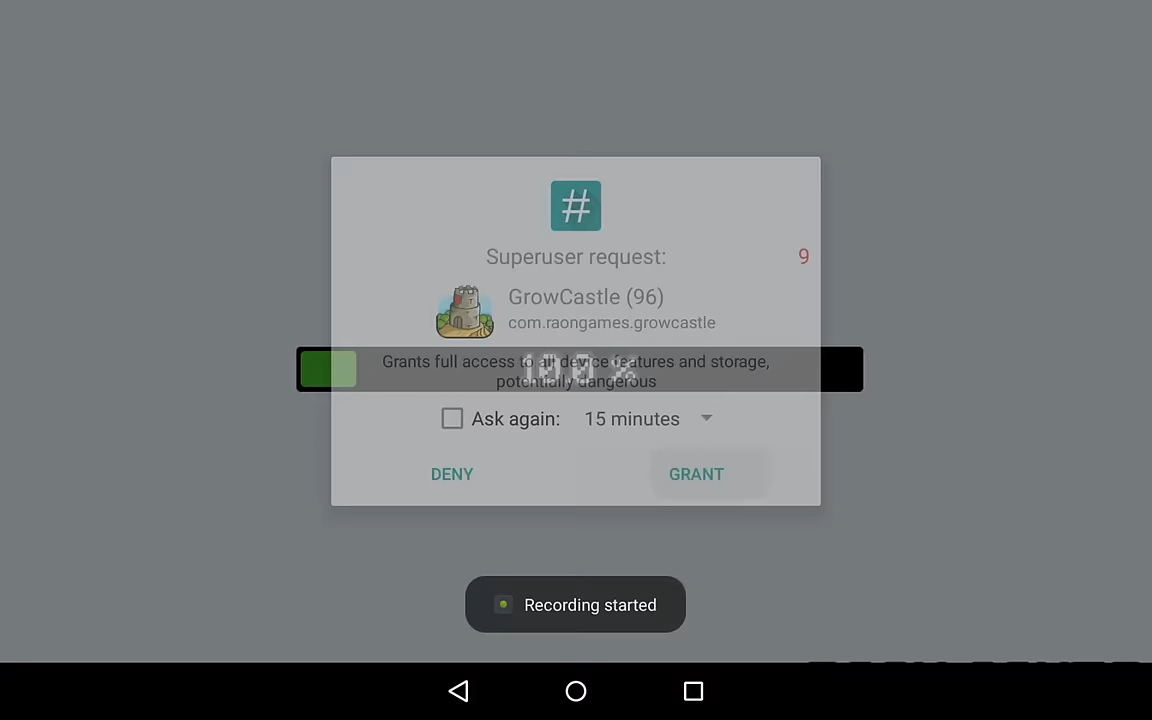 #
Superuser request:
9
GrowCastle (96)
com.raongames.growcastle
Grants full access to all device features and storage,
potentially dangerous
100 %
Ask again:
15 minutes
DENY
GRANT
Recording started